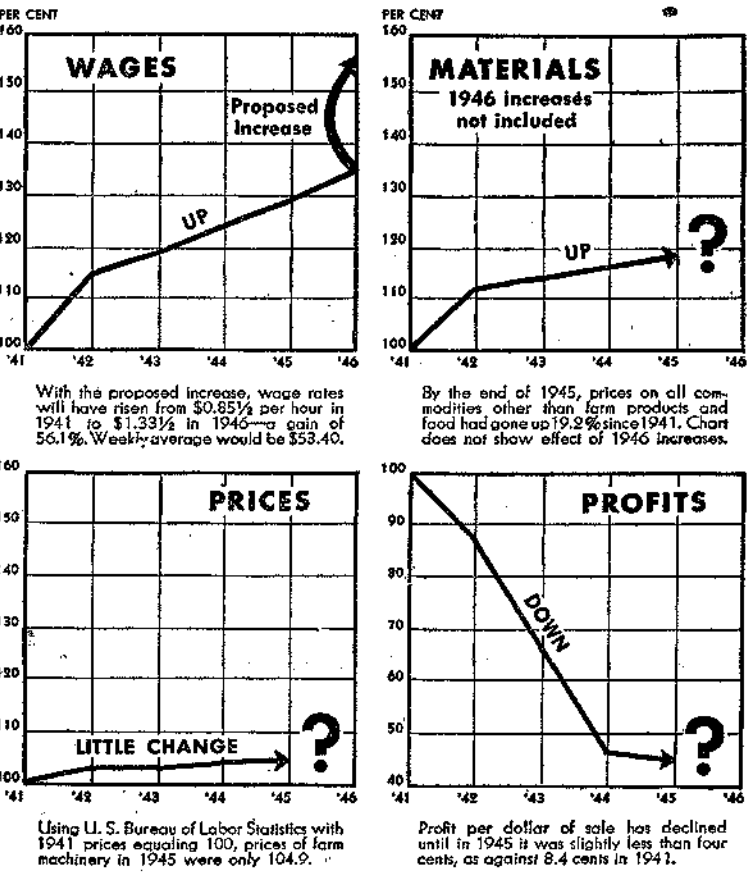 PER CENT
160
WAGES
150
Proposed
Increase
140
130
UP
120
110
100
'41 '42 '43 '44 '45 '46
With the proposed increase, wage rates
will have risen from $0.85½ per hour in
1941 to $1.33½ in 1946—a gain of
56.1%. Weekly average would be $53.40.
PER CENT
160
MATERIALS
1946 increases
not included
150
140
130
120
UP
?
110
100
'41 '42 '43 '44 '45 '46
By the end of 1945, prices on all com-
modities other than farm products and
food had gone up 19.2% since 1941. Chart
does not show effect of 1946 increases.
160
PRICES
150
140
130
120
110
LITTLE CHANGE
?
100
'41 '42 '43 '44 '45 '46
Using U. S. Bureau of Labor Statistics with
1941 prices equaling 100, prices of farm
machinery in 1945 were only 104.9.
100
PROFITS
90
80
DOWN
70
60
50
?
40
'41 '42 '43 '44 '45 '46
Profit per dollar of sale has declined
until in 1945 it was slightly less than four
cents, as against 8.4 cents in 1941.